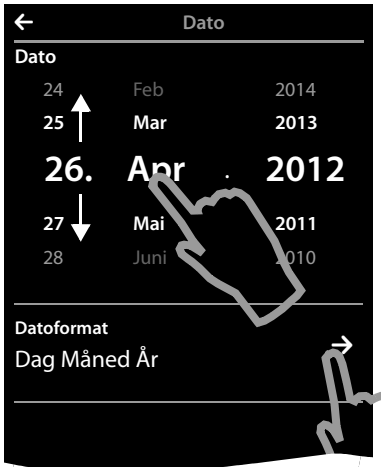 Dato
Dato
24 Feb 2014
25 Mar 2013
26. Apr . 2012
27 Mai 2011
28 Juni 2010
Datoformat
Dag Måned År